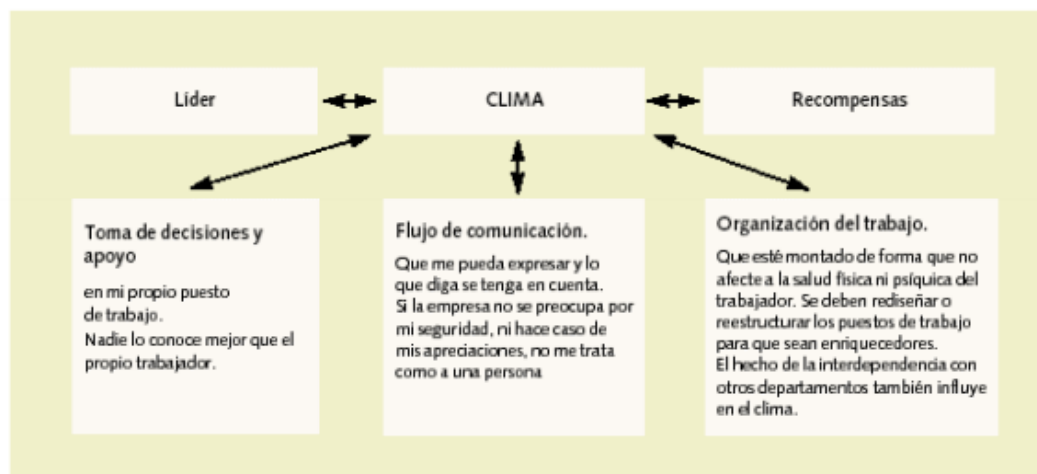 Líder
CLIMA
Recompensas
Toma de decisiones y
apoyo
en mi propio puesto
de trabajo.
Nadie lo conoce mejor que el
propio trabajador.
Flujo de comunicación.
Que me pueda expresar y lo
que diga se tenga en cuenta.
Si la empresa no se preocupa por
mi seguridad, ni hace caso de
mis apreciaciones, no me trata
como a una persona
Organización del trabajo.
Que esté montado de forma que no
afecte a la salud física ni psíquica del
trabajador. Se deben rediseñar o
reestructurar los puestos de trabajo
para que sean enriquecedores.
El hecho de la interdependencia con
otros departamentos también influye
en el clima.